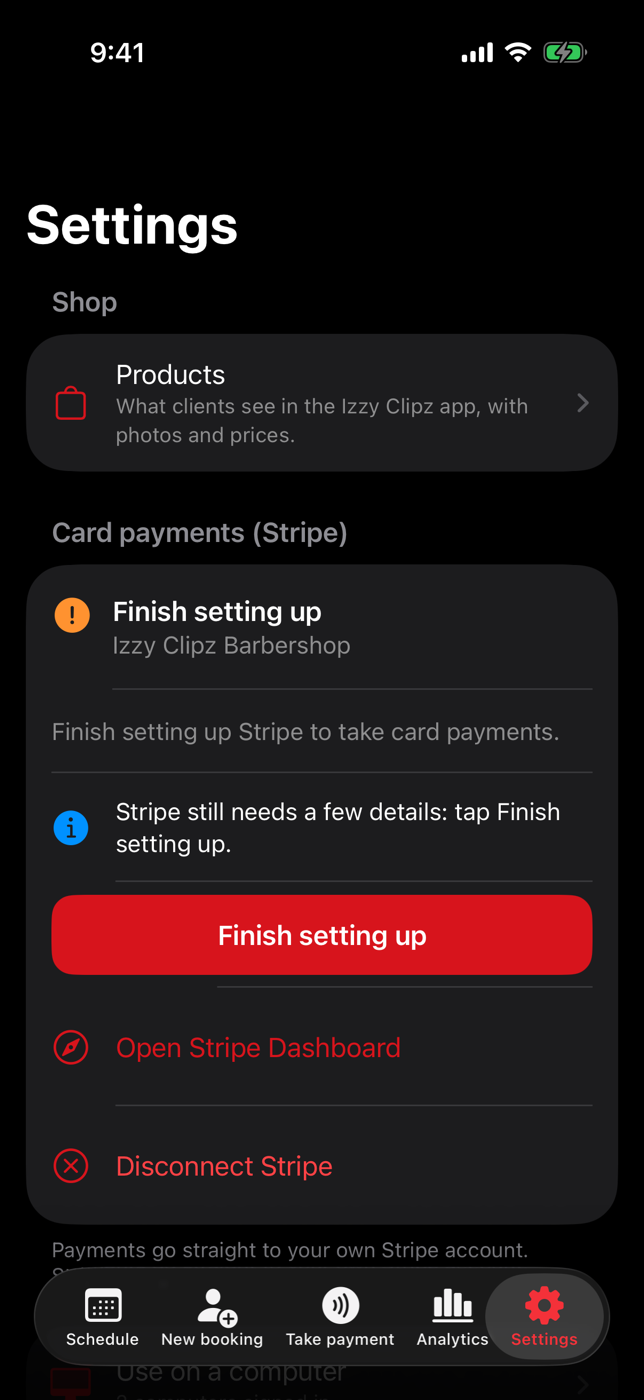 9:41
Settings
Shop
Products
What clients see in the Izzy Clipz app, with
photos and prices.
Card payments (Stripe)
Finish setting up
Izzy Clipz Barbershop
Finish setting up Stripe to take card payments.
Stripe still needs a few details: tap Finish
setting up.
Finish setting up
Open Stripe Dashboard
Disconnect Stripe
Payments go straight to your own Stripe account.
Schedule
New booking
Take payment
Analytics
Settings
Use on a computer